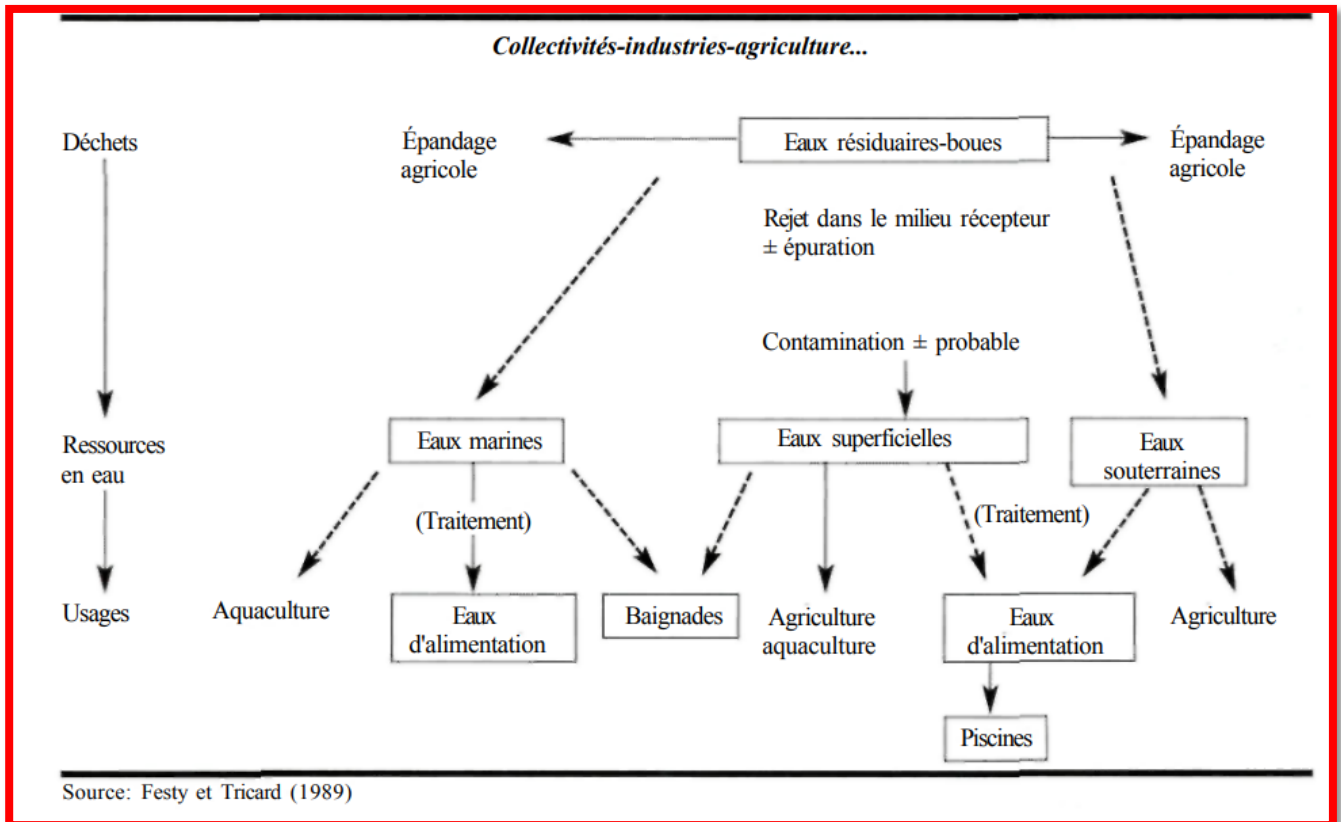 Collectivités-industries-agriculture...
Déchets
Épandage
agricole
Eaux résiduaires-boues
Épandage
agricole
Rejet dans le milieu récepteur
± épuration
Contamination ± probable
Ressources
en eau
Eaux marines
Eaux superficielles
Eaux
souterraines
(Traitement)
(Traitement)
Usages
Aquaculture
Eaux
d'alimentation
Baignades
Agriculture
aquaculture
Eaux
d'alimentation
Agriculture
Piscines
Source: Festy et Tricard (1989)